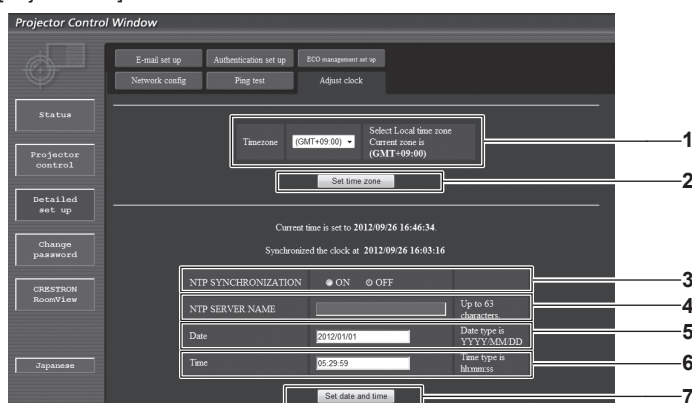 Projector Control Window
E-mail set up
Authentication set up
ECO management set up
Network config
Ping test
Adjust clock
Status
Projector
control
Detailed
set up
Change
password
CRESTRON
RoomView
Japanese
Timezone
(GMT+09:00)
Select Local time zone
Current zone is
(GMT+09:00)
1
Set time zone
2
Current time is set to 2012/09/26 16:46:34.
Synchronized the clock at 2012/09/26 16:03:16
NTP SYNCHRONIZATION
ON
OFF
3
NTP SERVER NAME
Up to 63
characters.
4
Date
2012/01/01
Date type is
YYYY/MM/DD
5
Time
05:29:59
Time type is
hh:mm:ss
6
Set date and time
7